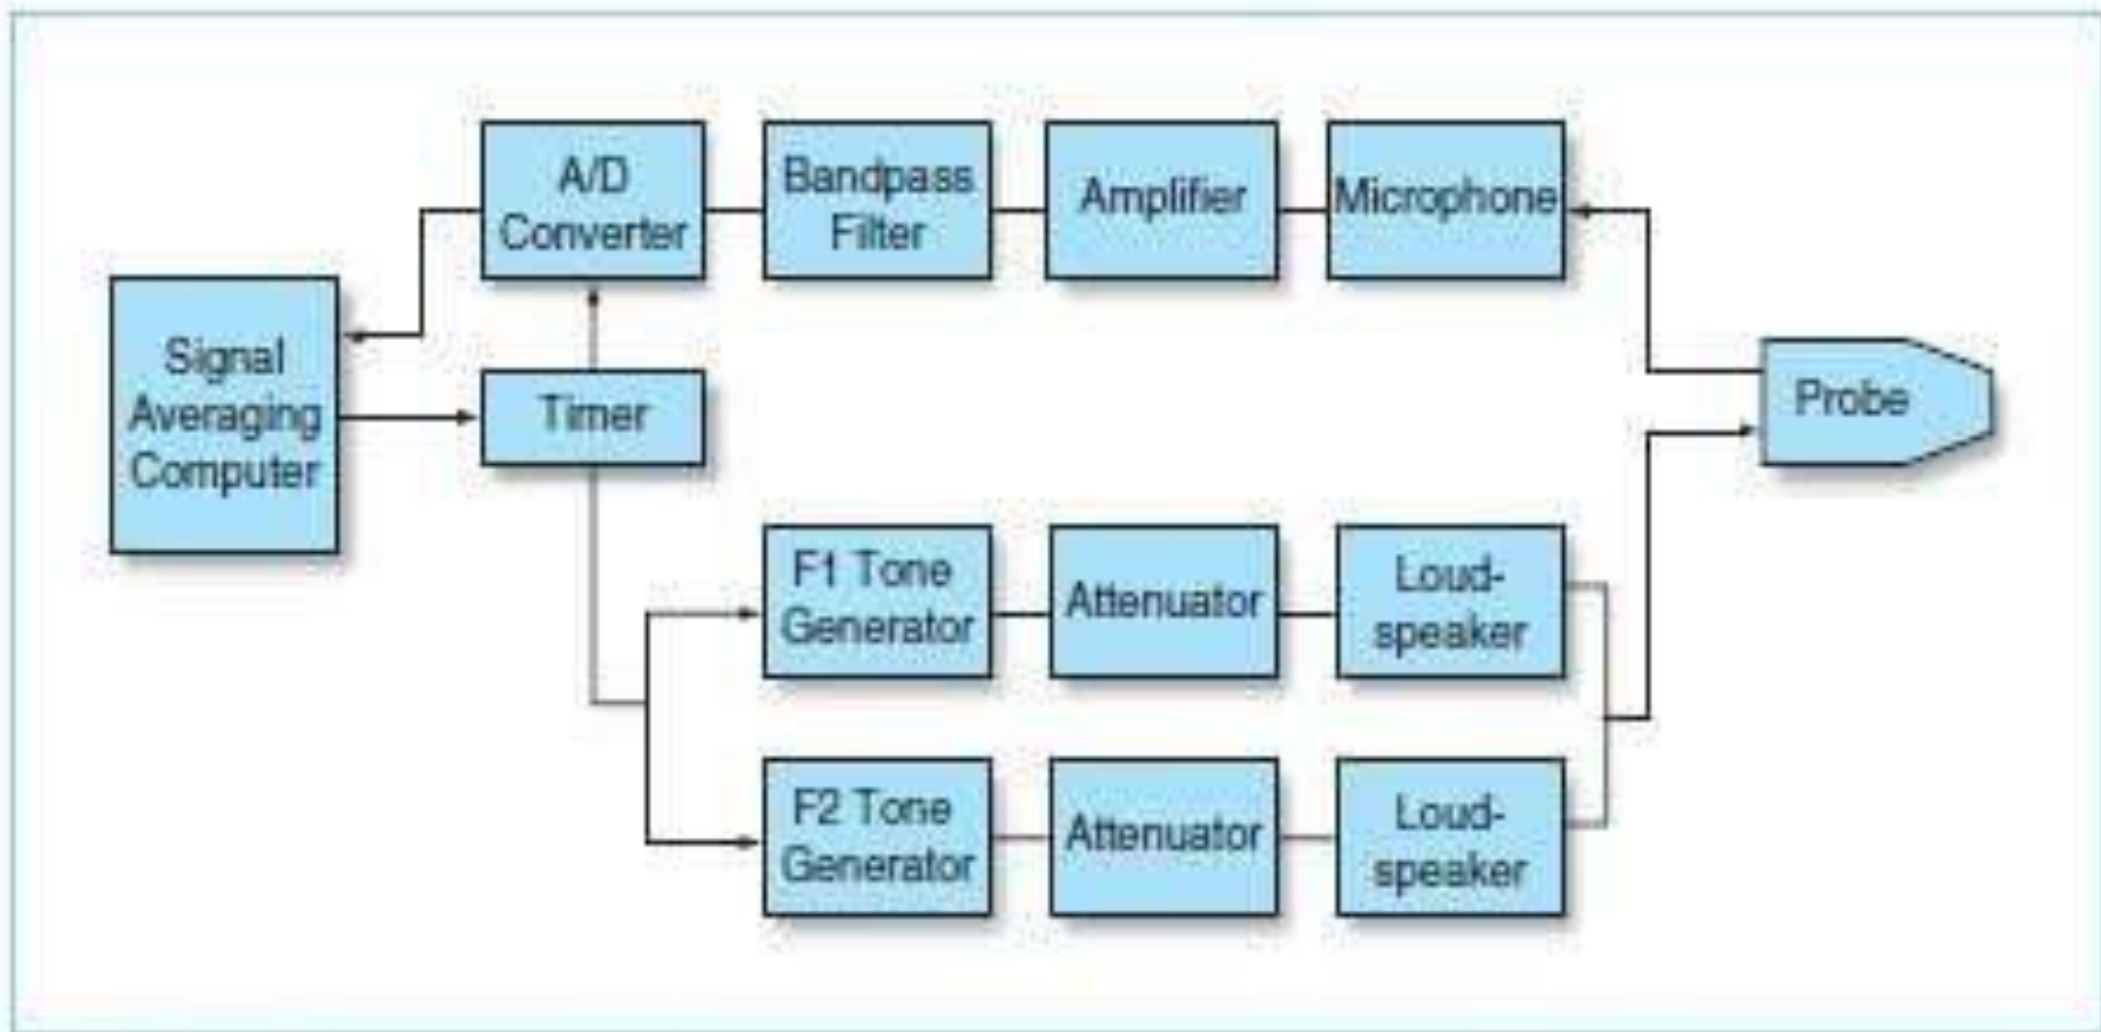 A/D
Converter
Bandpass
Filter
Amplifier
Microphone
Signal
Averaging
Computer
Timer
Probe
F1 Tone
Generator
Attenuator
Loud-
speaker
F2 Tone
Generator
Attenuator
Loud-
speaker